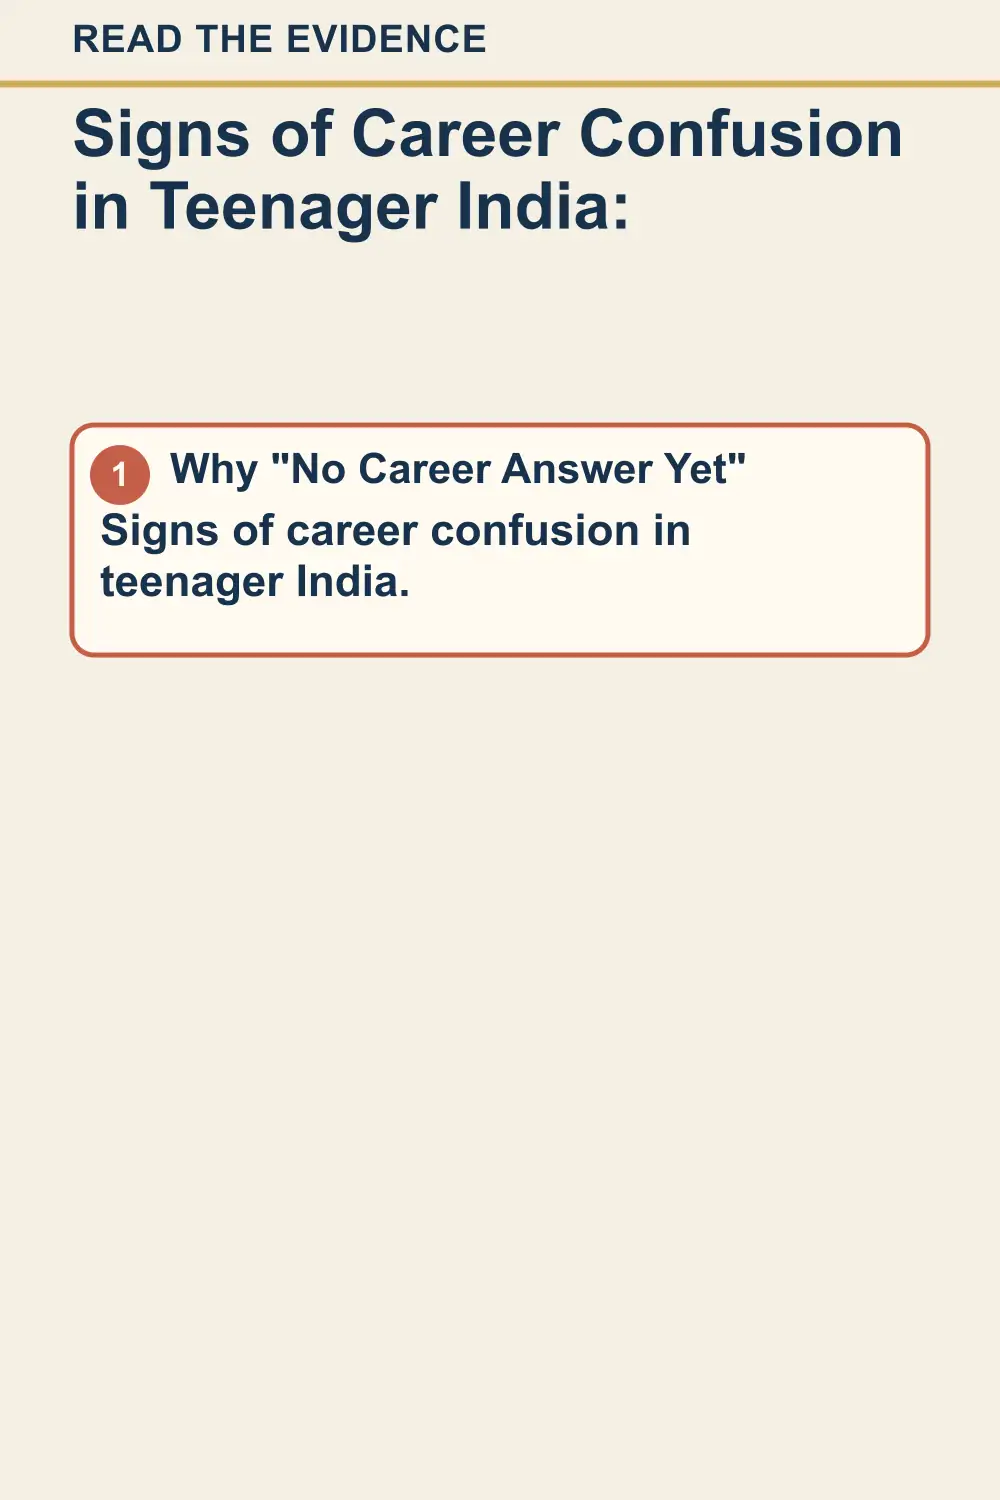 READ THE EVIDENCE
Signs of Career Confusion
in Teenager India:
1 Why "No Career Answer Yet"
Signs of career confusion in
teenager India.